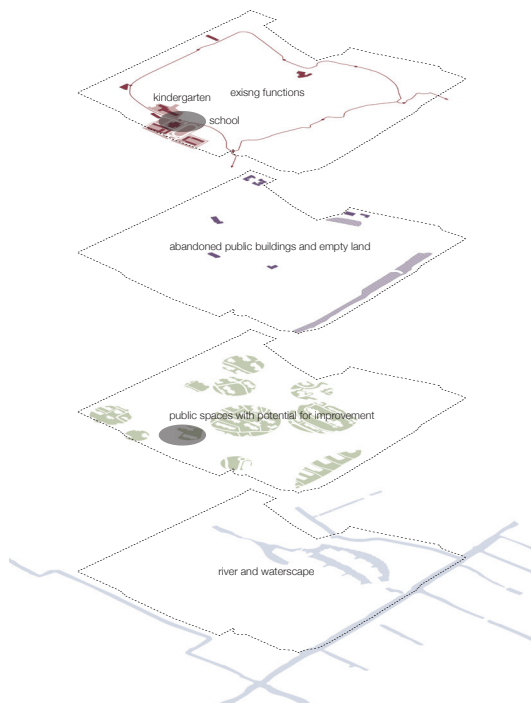 kindergarten
exisng functions
school
abandoned public buildings and empty land
public spaces with potential for improvement
river and waterscape